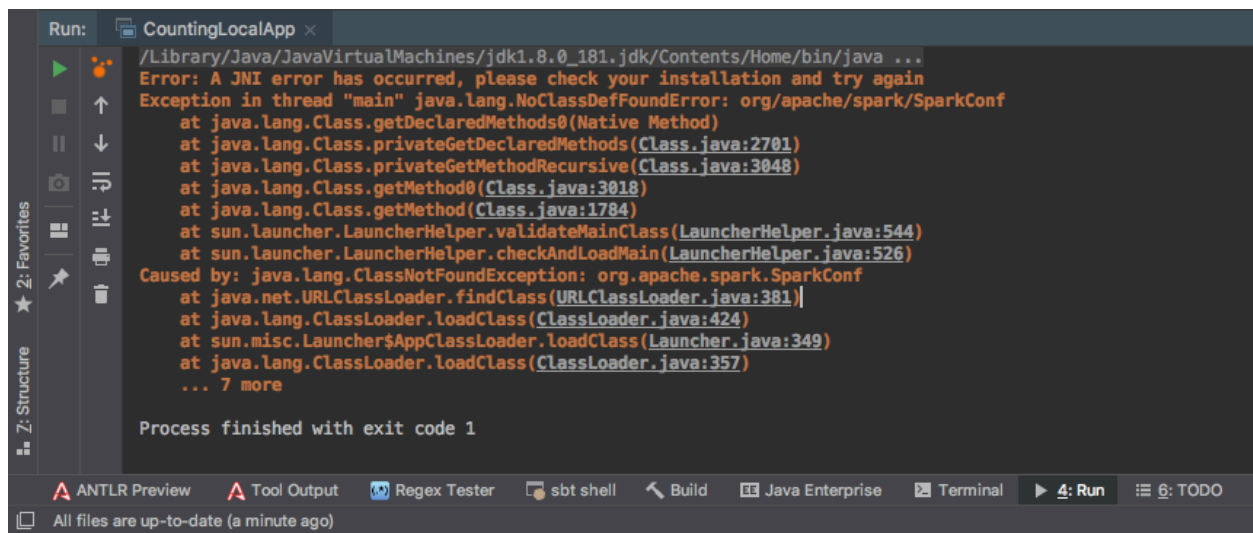 Run: CountingLocalApp ×
/Library/Java/JavaVirtualMachines/jdk1.8.0_181.jdk/Contents/Home/bin/java ...
Error: A JNI error has occurred, please check your installation and try again
Exception in thread "main" java.lang.NoClassDefFoundError: org/apache/spark/SparkConf
    at java.lang.Class.getDeclaredMethods0(Native Method)
    at java.lang.Class.privateGetDeclaredMethods(Class.java:2701)
    at java.lang.Class.privateGetMethodRecursive(Class.java:3048)
    at java.lang.Class.getMethod0(Class.java:3018)
    at java.lang.Class.getMethod(Class.java:1784)
    at sun.launcher.LauncherHelper.validateMainClass(LauncherHelper.java:544)
    at sun.launcher.LauncherHelper.checkAndLoadMain(LauncherHelper.java:526)
Caused by: java.lang.ClassNotFoundException: org.apache.spark.SparkConf
    at java.net.URLClassLoader.findClass(URLClassLoader.java:381)
    at java.lang.ClassLoader.loadClass(ClassLoader.java:424)
    at sun.misc.Launcher$AppClassLoader.loadClass(Launcher.java:349)
    at java.lang.ClassLoader.loadClass(ClassLoader.java:357)
    ... 7 more
Process finished with exit code 1
2: Favorites
Z: Structure
ANTLR Preview Tool Output Regex Tester sbt shell Build Java Enterprise Terminal 4: Run 6: TODO
All files are up-to-date (a minute ago)